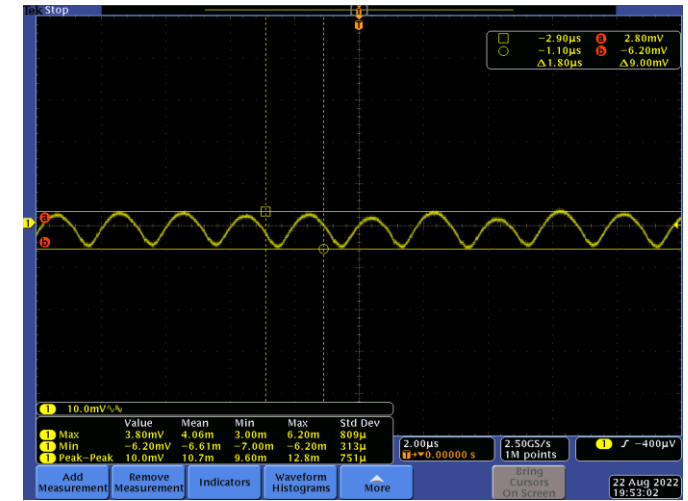 Tek Stop
T
T
−2.90µs a 2.80mV
−1.10µs b −6.20mV
Δ1.80µs Δ9.00mV
a
1
b
1 10.0mV
Value Mean Min Max Std Dev
1 Max 3.80mV 4.06m 3.00m 6.20m 809µ
1 Min −6.20mV −6.61m −7.00m −6.20m 313µ
1 Peak-Peak 10.0mV 10.7m 9.60m 12.8m 751µ
2.00µs
T→▼0.00000 s
2.50GS/s
1M points
1 ƒ −400µV
Add Measurement
Remove Measurement
Indicators
Waveform Histograms
More
Bring Cursors On Screen
22 Aug 2022
19:53:02